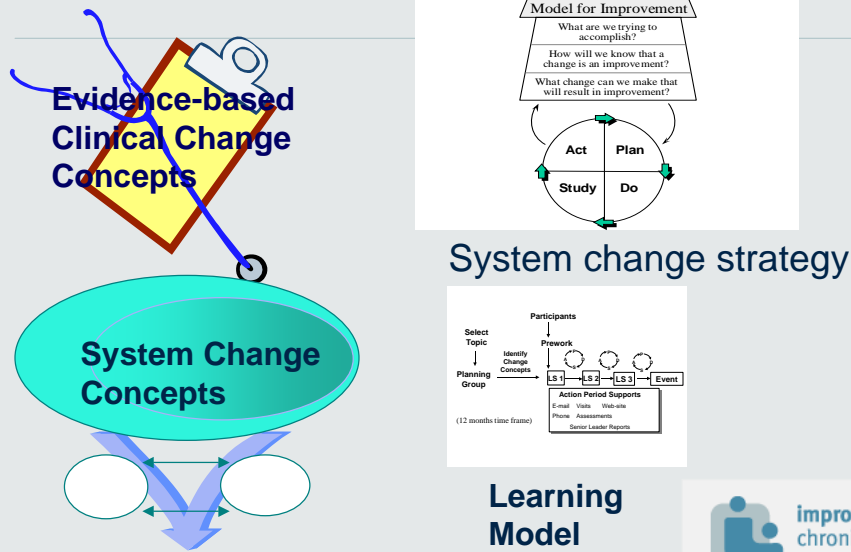 Evidence-based
Clinical Change
Concepts
System Change
Concepts
Model for Improvement
What are we trying to
accomplish?
How will we know that a
change is an improvement?
What change can we make that
will result in improvement?
Act
Plan
Study
Do
System change strategy
Participants
Select
Topic
Prework
Identify
Change
Concepts
Planning
Group
P
A D
S
P
A D
S
P
A D
S
LS 1
LS 2
LS 3
Event
Action Period Supports
E-mail Visits Web-site
Phone Assessments
Senior Leader Reports
(12 months time frame)
Learning
Model
impro
chroni